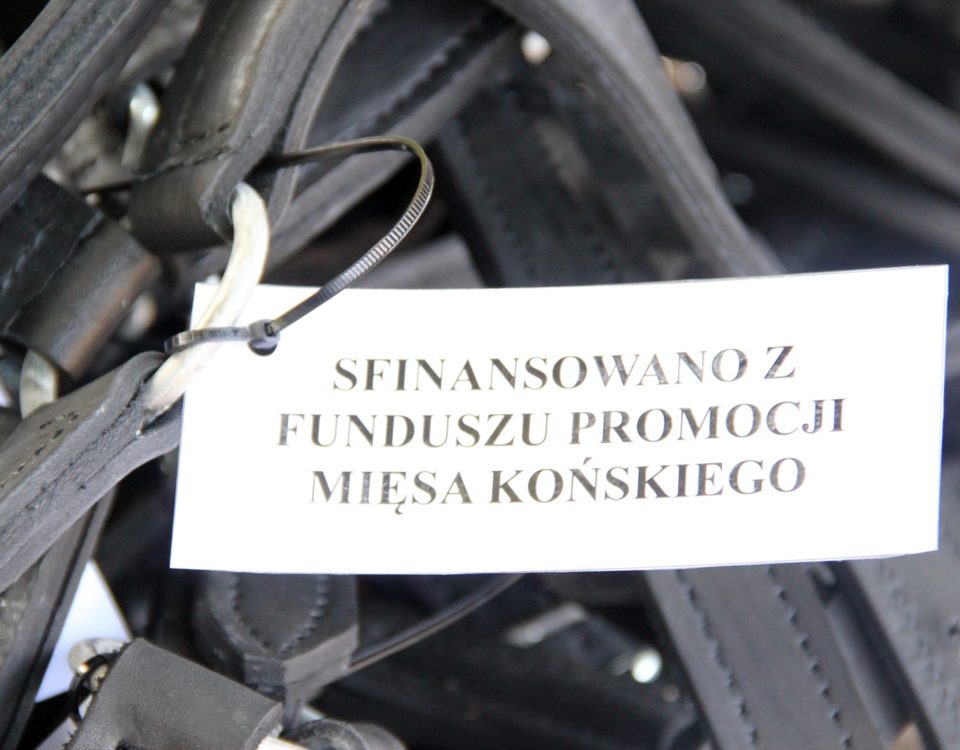 SFINANSOWANO Z
FUNDUSZU PROMOCJI
MIĘSA KOŃSKIEGO